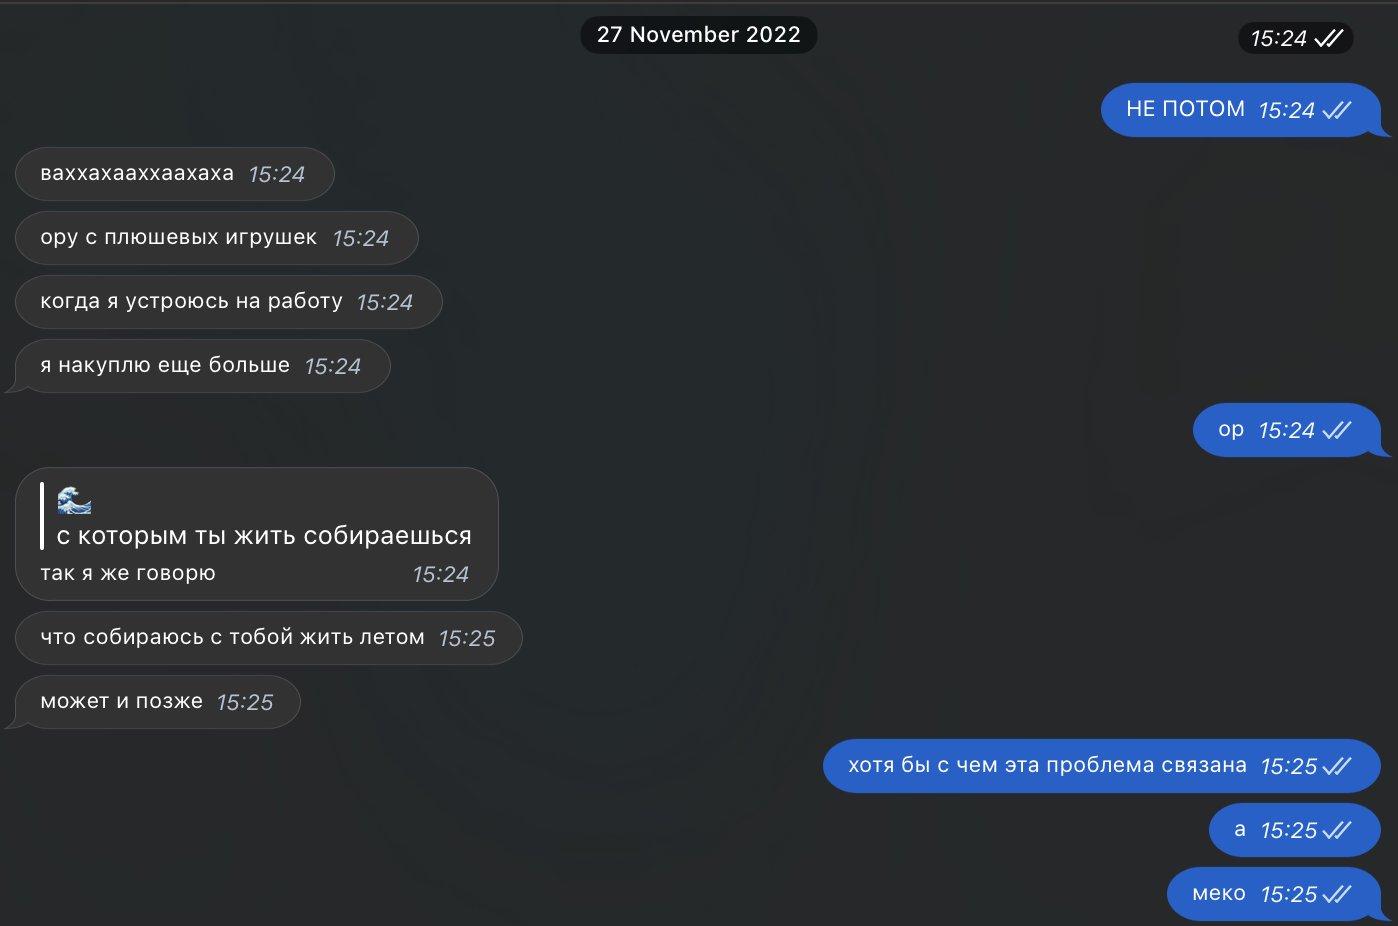 27 November 2022
15:24
НЕ ПОТОМ 15:24
ваххахааххаахаха 15:24
ору с плюшевых игрушек 15:24
когда я устроюсь на работу 15:24
я накуплю еще больше 15:24
ор 15:24
🌊
с которым ты жить собираешься
так я же говорю 15:24
что собираюсь с тобой жить летом 15:25
может и позже 15:25
хотя бы с чем эта проблема связана 15:25
а 15:25
меко 15:25